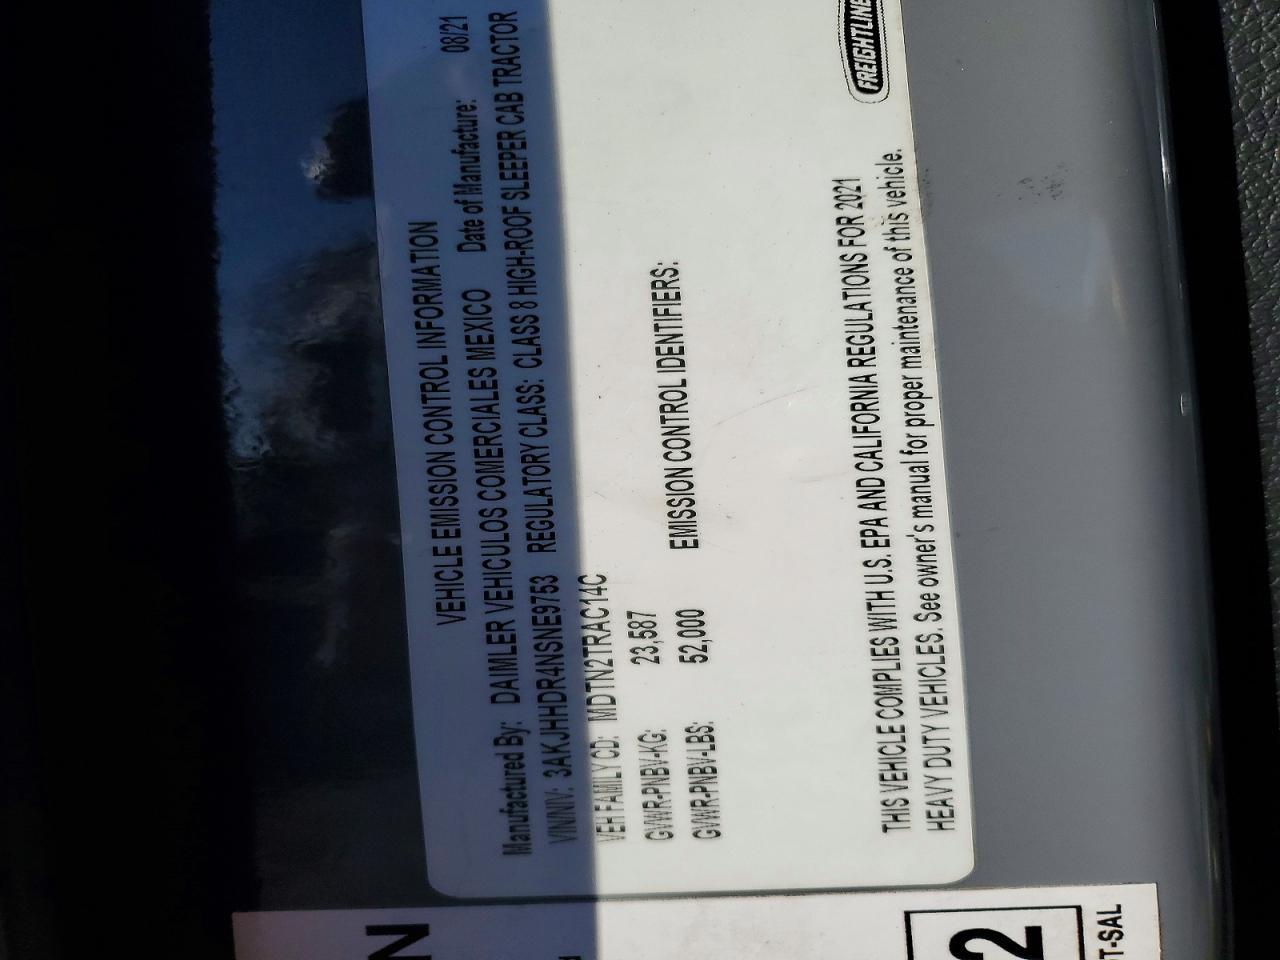 VEHICLE EMISSION CONTROL INFORMATION
Manufactured By: DAIMLER VEHICULOS COMERCIALES MEXICO Date of Manufacture: 08/21
VIN/NIV: 3AKJHHDR4NSNE9753 REGULATORY CLASS: CLASS 8 HIGH-ROOF SLEEPER CAB TRACTOR
VEH FAMILY CD: MDTN2TRAC14C
GVWR-PNBV-KG: 23,587
GVWR-PNBV-LBS: 52,000 EMISSION CONTROL IDENTIFIERS:
THIS VEHICLE COMPLIES WITH U.S. EPA AND CALIFORNIA REGULATIONS FOR 2021
HEAVY DUTY VEHICLES. See owner's manual for proper maintenance of this vehicle.
N
2
T-SAL